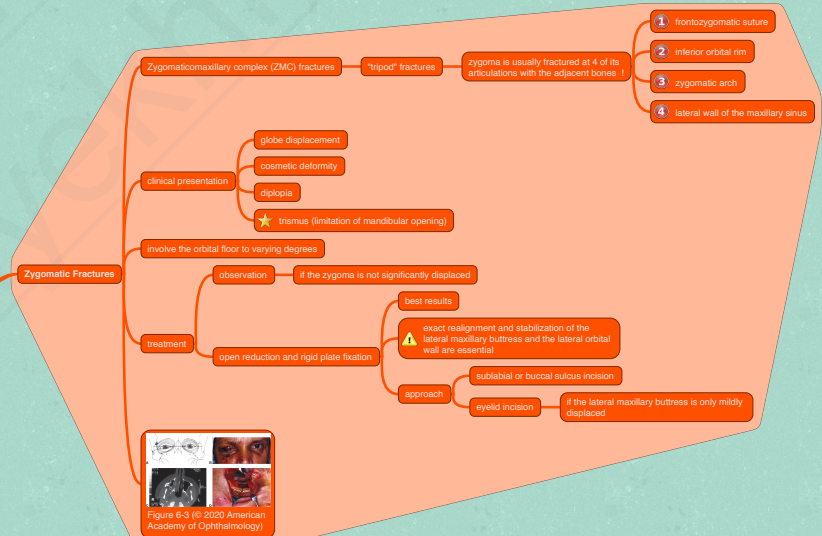 Zygomatic Fractures
Zygomaticomaxillary complex (ZMC) fractures
"tripod" fractures
zygoma is usually fractured at 4 of its
articulations with the adjacent bones !
1 frontozygomatic suture
2 inferior orbital rim
3 zygomatic arch
4 lateral wall of the maxillary sinus
clinical presentation
globe displacement
cosmetic deformity
diplopia
trismus (limitation of mandibular opening)
involve the orbital floor to varying degrees
treatment
observation
if the zygoma is not significantly displaced
open reduction and rigid plate fixation
best results
exact realignment and stabilization of the
lateral maxillary buttress and the lateral orbital
wall are essential
approach
sublabial or buccal sulcus incision
eyelid incision
if the lateral maxillary buttress is only mildly
displaced
Figure 6-3 (© 2020 American
Academy of Ophthalmology)